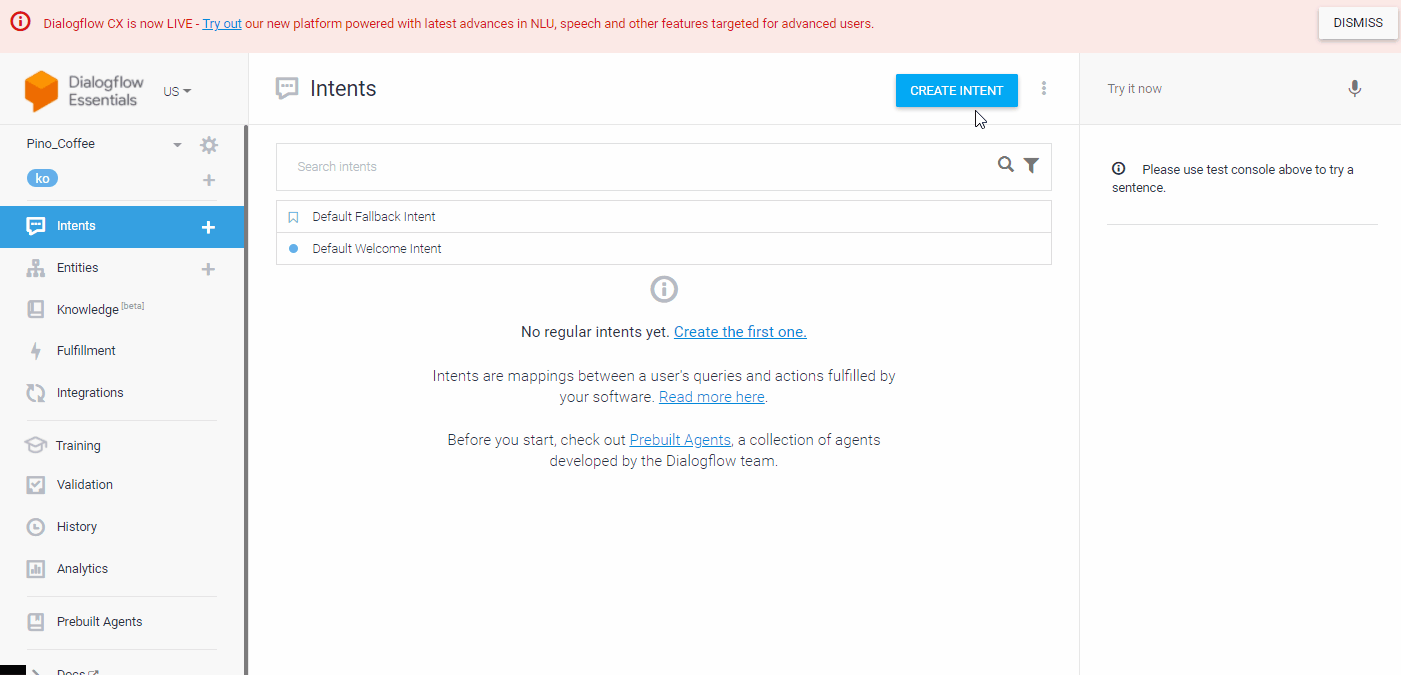 Dialogflow CX is now LIVE - Try out our new platform powered with latest advances in NLU, speech and other features targeted for advanced users.
DISMISS
Dialogflow
Essentials
US
Intents
CREATE INTENT
Try it now
Pino_Coffee
ko
Intents
Entities
Knowledge [beta]
Fulfillment
Integrations
Training
Validation
History
Analytics
Prebuilt Agents
Docs
Search intents
Default Fallback Intent
Default Welcome Intent
No regular intents yet. Create the first one.
Intents are mappings between a user's queries and actions fulfilled by
your software. Read more here.
Before you start, check out Prebuilt Agents, a collection of agents
developed by the Dialogflow team.
Please use test console above to try a
sentence.